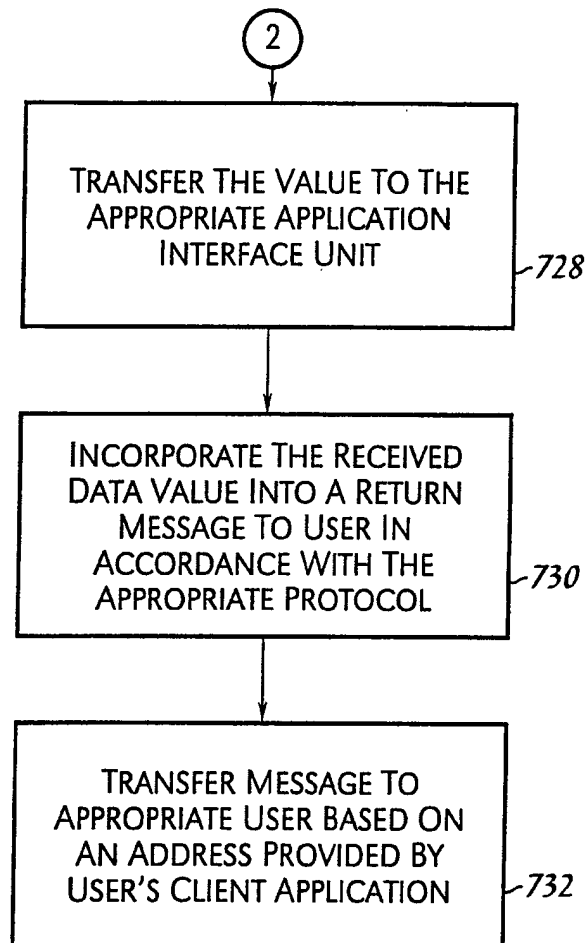 2
TRANSFER THE VALUE TO THE
APPROPRIATE APPLICATION
INTERFACE UNIT
728
INCORPORATE THE RECEIVED
DATA VALUE INTO A RETURN
MESSAGE TO USER IN
ACCORDANCE WITH THE
APPROPRIATE PROTOCOL
730
TRANSFER MESSAGE TO
APPROPRIATE USER BASED ON
AN ADDRESS PROVIDED BY
USER'S CLIENT APPLICATION
732